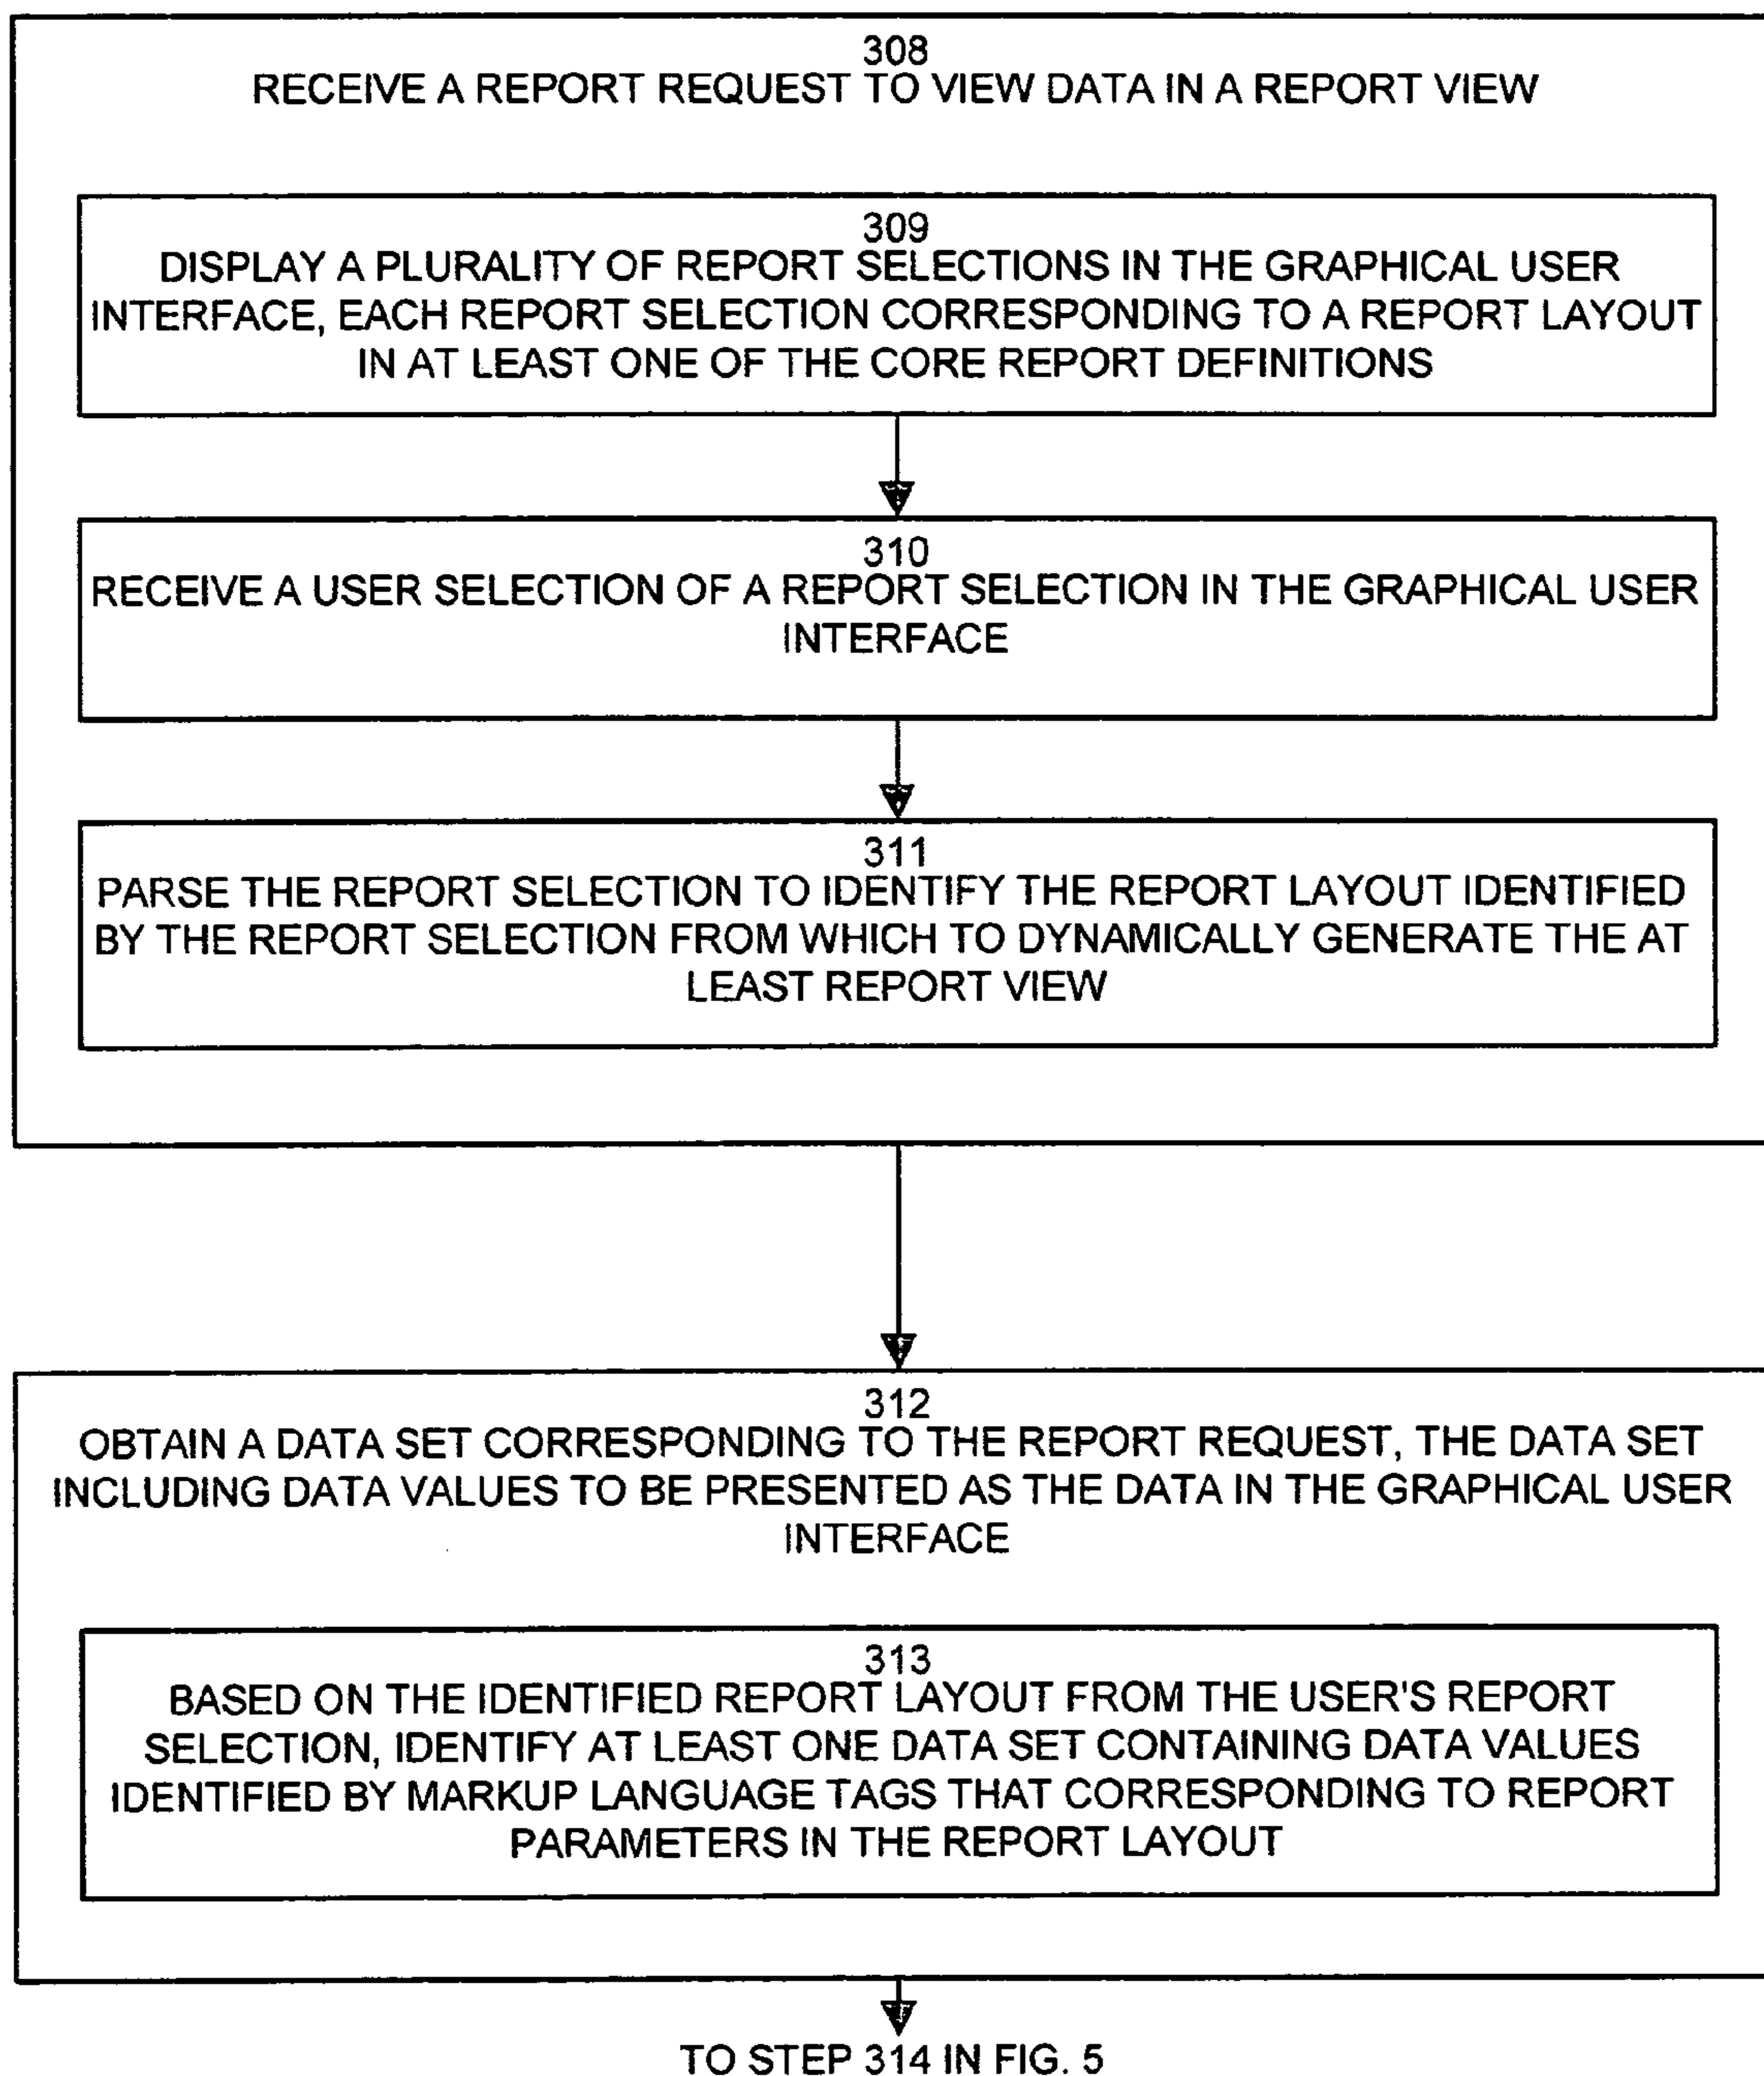 308
RECEIVE A REPORT REQUEST TO VIEW DATA IN A REPORT VIEW
309
DISPLAY A PLURALITY OF REPORT SELECTIONS IN THE GRAPHICAL USER
INTERFACE, EACH REPORT SELECTION CORRESPONDING TO A REPORT LAYOUT
IN AT LEAST ONE OF THE CORE REPORT DEFINITIONS
310
RECEIVE A USER SELECTION OF A REPORT SELECTION IN THE GRAPHICAL USER
INTERFACE
311
PARSE THE REPORT SELECTION TO IDENTIFY THE REPORT LAYOUT IDENTIFIED
BY THE REPORT SELECTION FROM WHICH TO DYNAMICALLY GENERATE THE AT
LEAST REPORT VIEW
312
OBTAIN A DATA SET CORRESPONDING TO THE REPORT REQUEST, THE DATA SET
INCLUDING DATA VALUES TO BE PRESENTED AS THE DATA IN THE GRAPHICAL USER
INTERFACE
313
BASED ON THE IDENTIFIED REPORT LAYOUT FROM THE USER'S REPORT
SELECTION, IDENTIFY AT LEAST ONE DATA SET CONTAINING DATA VALUES
IDENTIFIED BY MARKUP LANGUAGE TAGS THAT CORRESPONDING TO REPORT
PARAMETERS IN THE REPORT LAYOUT
TO STEP 314 IN FIG. 5